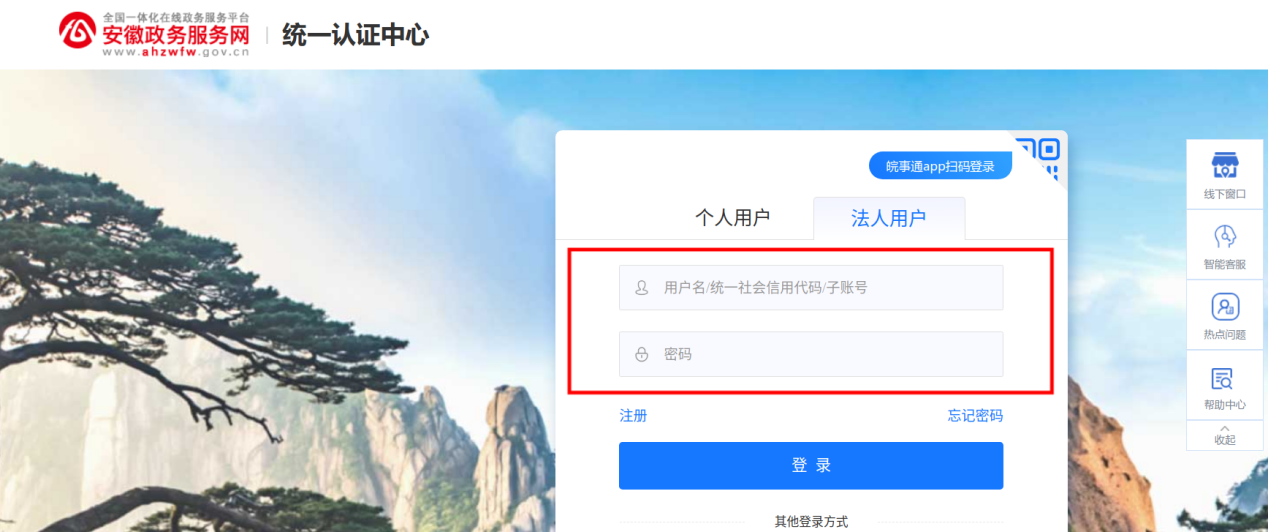 全国一体化在线政务服务平台
安徽政务服务网
www.ahzwfw.gov.cn
统一认证中心
皖事通app扫码登录
个人用户
法人用户
用户名/统一社会信用代码/子账号
密码
注册
忘记密码
登 录
其他登录方式
线下窗口
智能客服
热点问题
帮助中心
收起